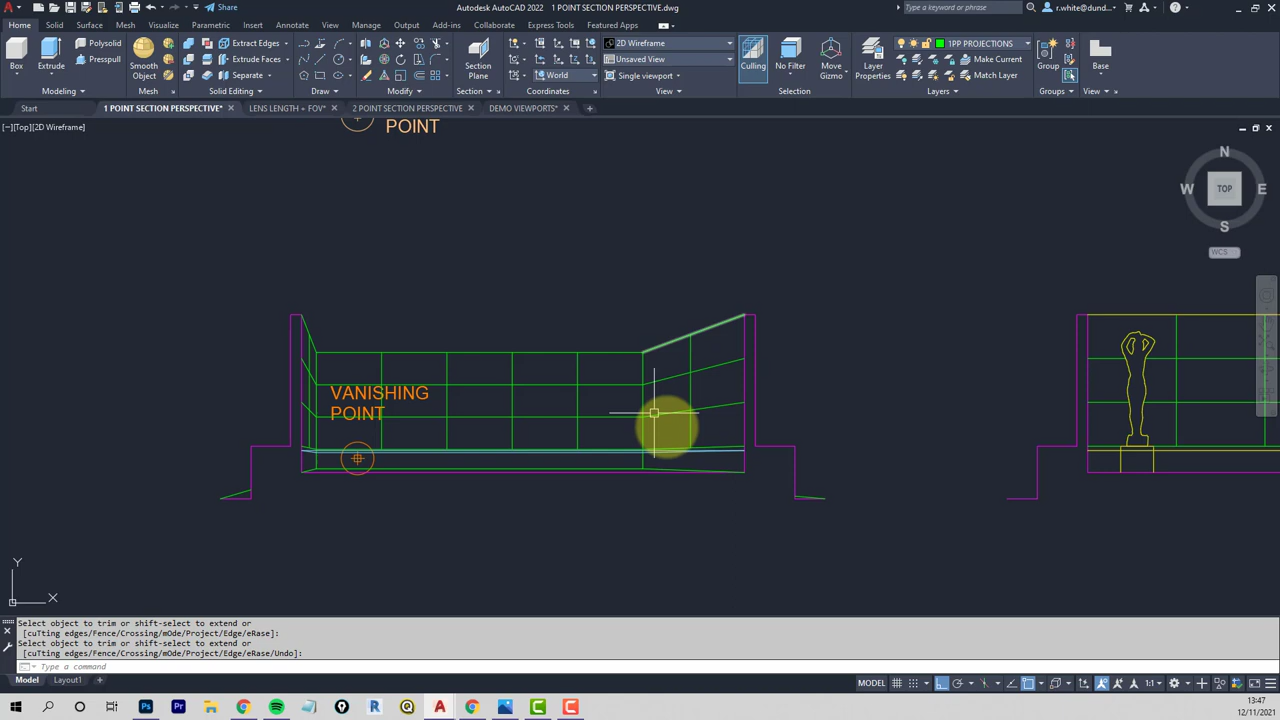 Share
Autodesk AutoCAD 2022   1 POINT SECTION PERSPECTIVE.dwg
Type a keyword or phrase
r.white@dund...
Home Solid Surface Mesh Visualize Parametric Insert Annotate View Manage Output Add-ins Collaborate Express Tools Featured Apps
Polysolid
Presspull
Box
Extrude
Smooth Object
Extract Edges
Extrude Faces
Separate
Section Plane
World
2D Wireframe
Unsaved View
Single viewport
Culling
No Filter
Move Gizmo
Layer Properties
1PP PROJECTIONS
Make Current
Match Layer
Group
Base
Modeling Mesh Solid Editing Draw Modify Section Coordinates View Selection Layers Groups View
Start 1 POINT SECTION PERSPECTIVE* LENS LENGTH + FOV* 2 POINT SECTION PERSPECTIVE DEMO VIEWPORTS*
[−][Top][2D Wireframe]
POINT
N
W TOP E
S
WCS
VANISHING
POINT
Y
X
Select object to trim or shift-select to extend or
[cuTting edges/Fence/Crossing/mOde/Project/Edge/eRase]:
Select object to trim or shift-select to extend or
[cuTting edges/Fence/Crossing/mOde/Project/Edge/eRase/Undo]:
Type a command
Model Layout1
MODEL 1:1
13:47
12/11/2021